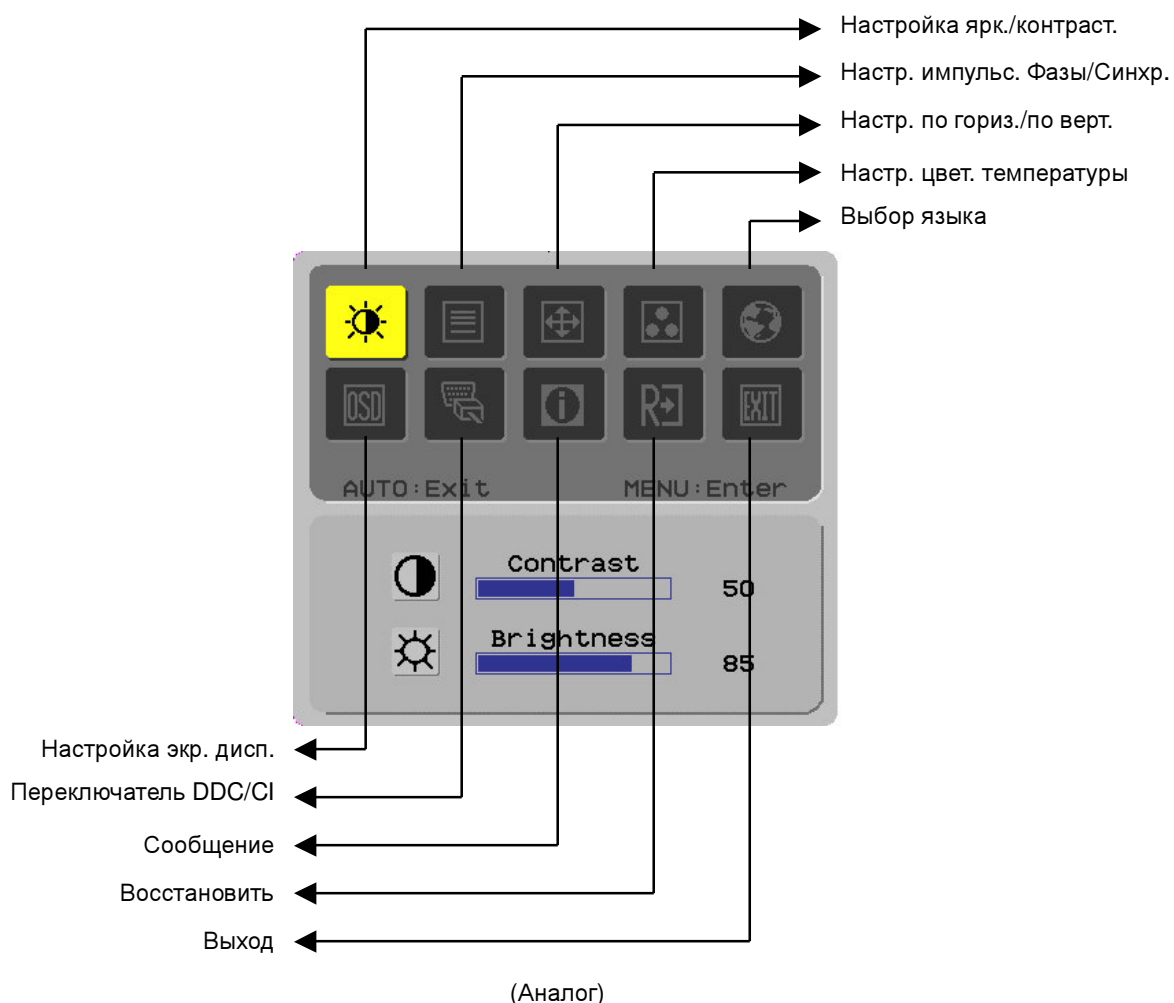 Настройка ярк./контраст.
Настр. импульс. Фазы/Синхр.
Настр. по гориз./по верт.
Настр. цвет. температуры
Выбор языка
OSD
R
EXIT
AUTO:Exit MENU:Enter
Contrast
50
Brightness
85
Настройка экр. дисп.
Переключатель DDC/CI
Сообщение
Восстановить
Выход
(Аналог)